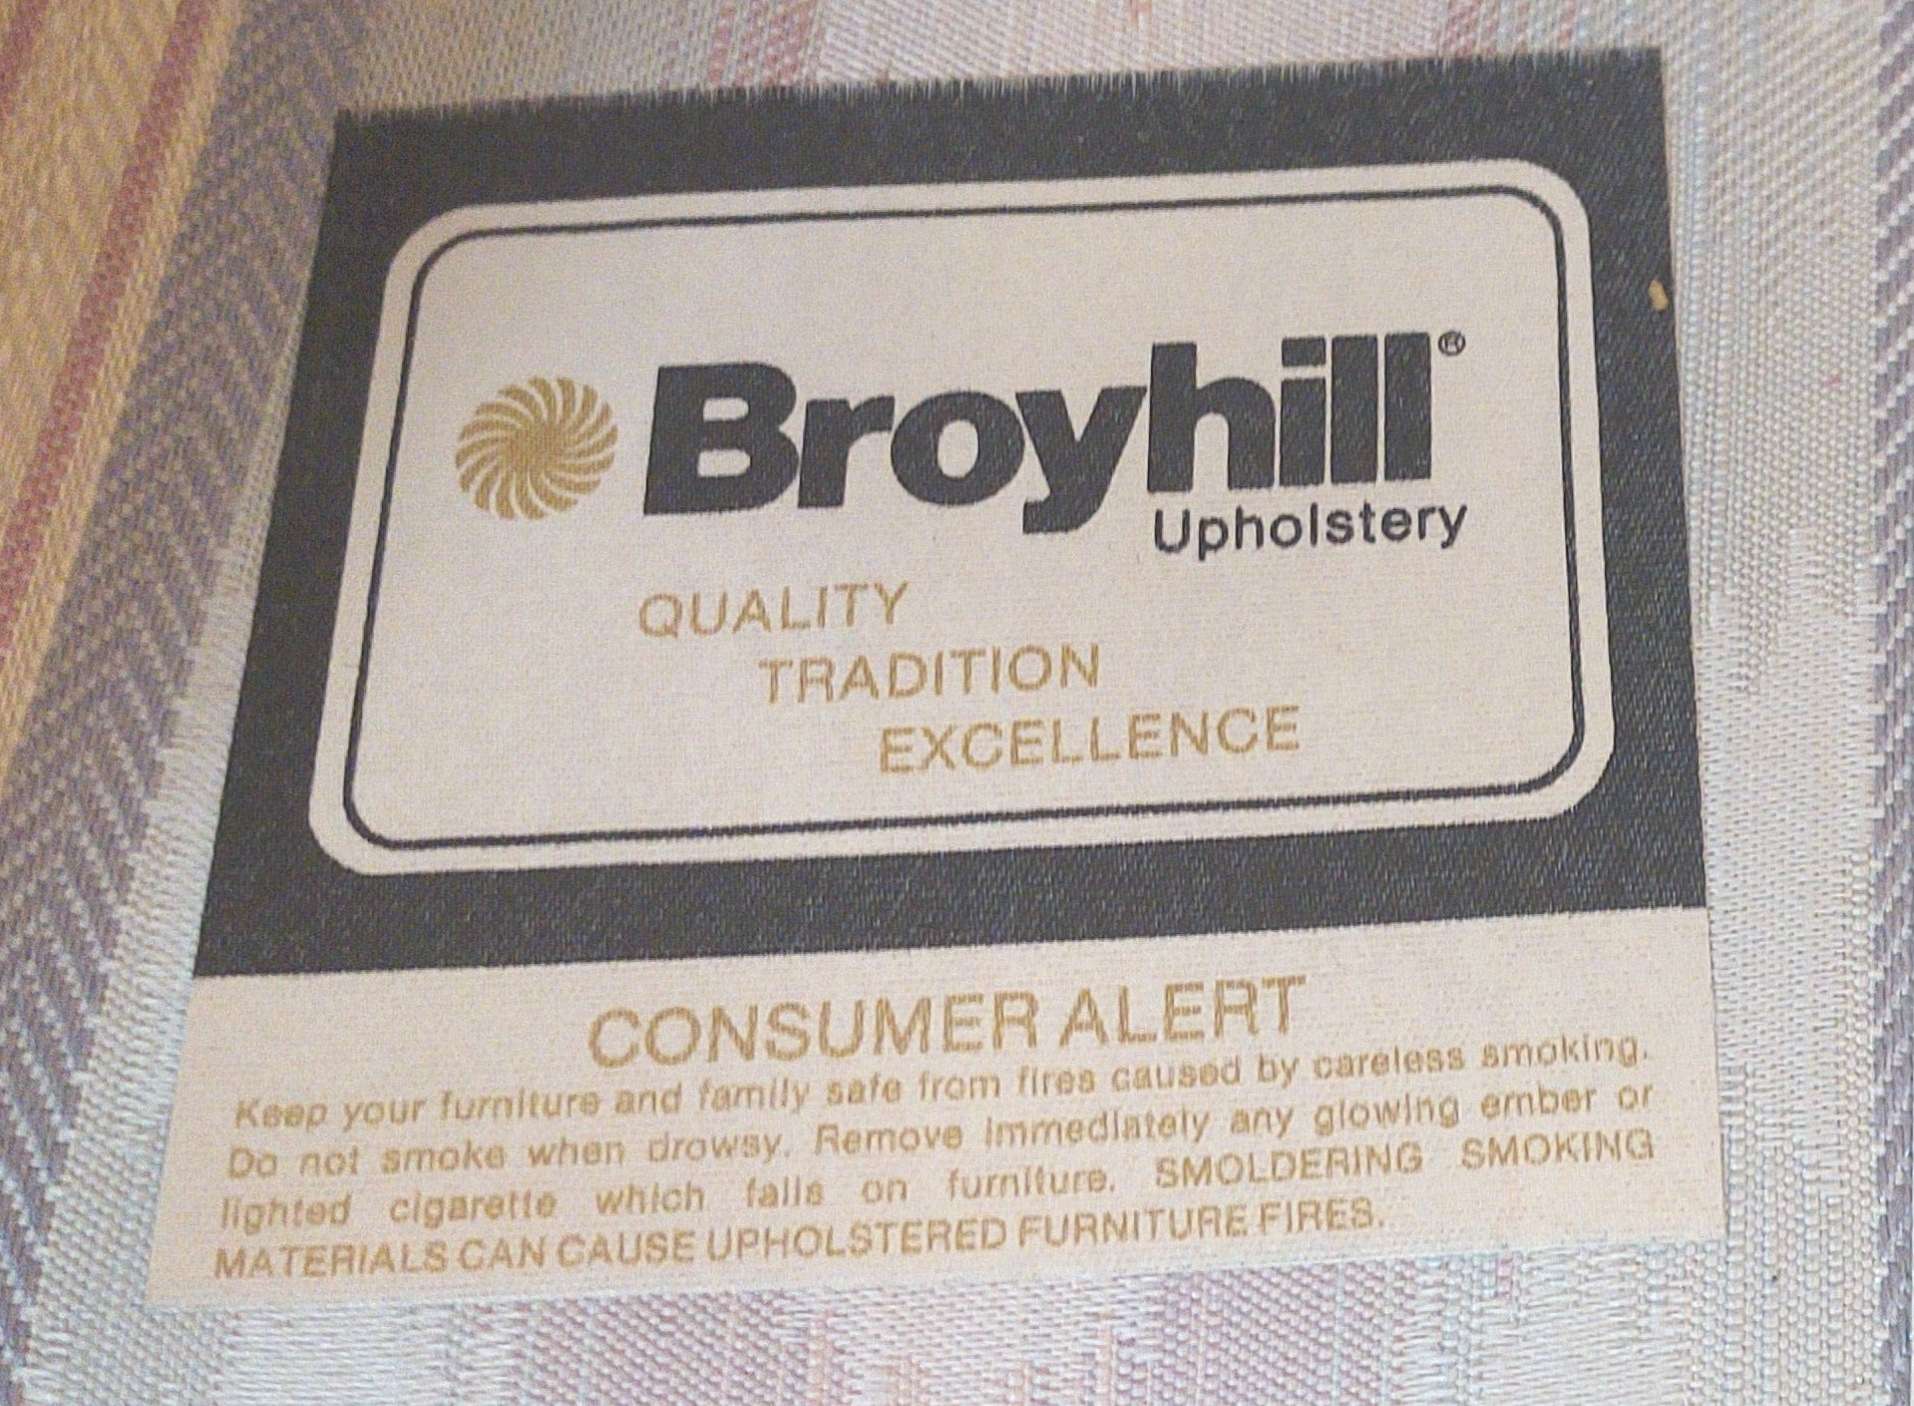 Broyhill®
Upholstery
QUALITY
TRADITION
EXCELLENCE
CONSUMER ALERT
Keep your furniture and family safe from fires caused by careless smoking.
Do not smoke when drowsy. Remove immediately any glowing ember or
lighted cigarette which falls on furniture. SMOLDERING SMOKING
MATERIALS CAN CAUSE UPHOLSTERED FURNITURE FIRES.